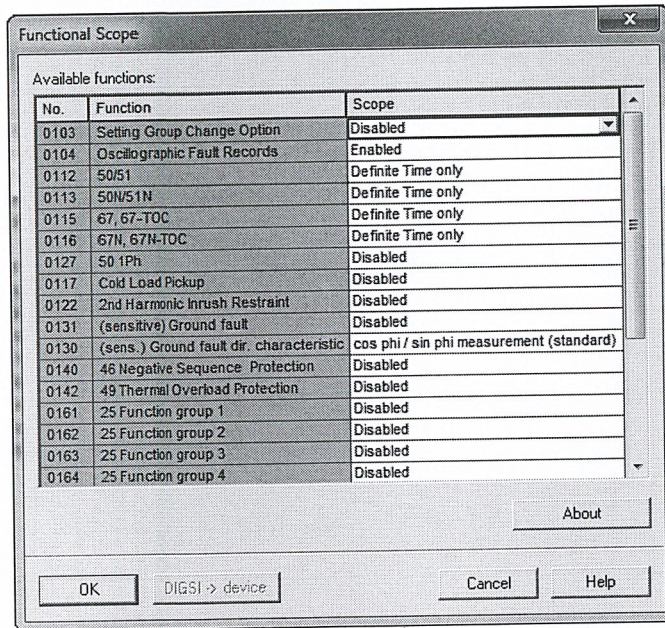 Functional Scope
Available functions:
No. Function Scope
0103 Setting Group Change Option Disabled
0104 Oscillographic Fault Records Enabled
0112 50/51 Definite Time only
0113 50N/51N Definite Time only
0115 67, 67-TOC Definite Time only
0116 67N, 67N-TOC Definite Time only
0127 50 1Ph Disabled
0117 Cold Load Pickup Disabled
0122 2nd Harmonic Inrush Restraint Disabled
0131 (sensitive) Ground fault Disabled
0130 (sens.) Ground fault dir. characteristic cos phi / sin phi measurement (standard)
0140 46 Negative Sequence Protection Disabled
0142 49 Thermal Overload Protection Disabled
0161 25 Function group 1 Disabled
0162 25 Function group 2 Disabled
0163 25 Function group 3 Disabled
0164 25 Function group 4 Disabled
About
OK DIGSI -> device Cancel Help